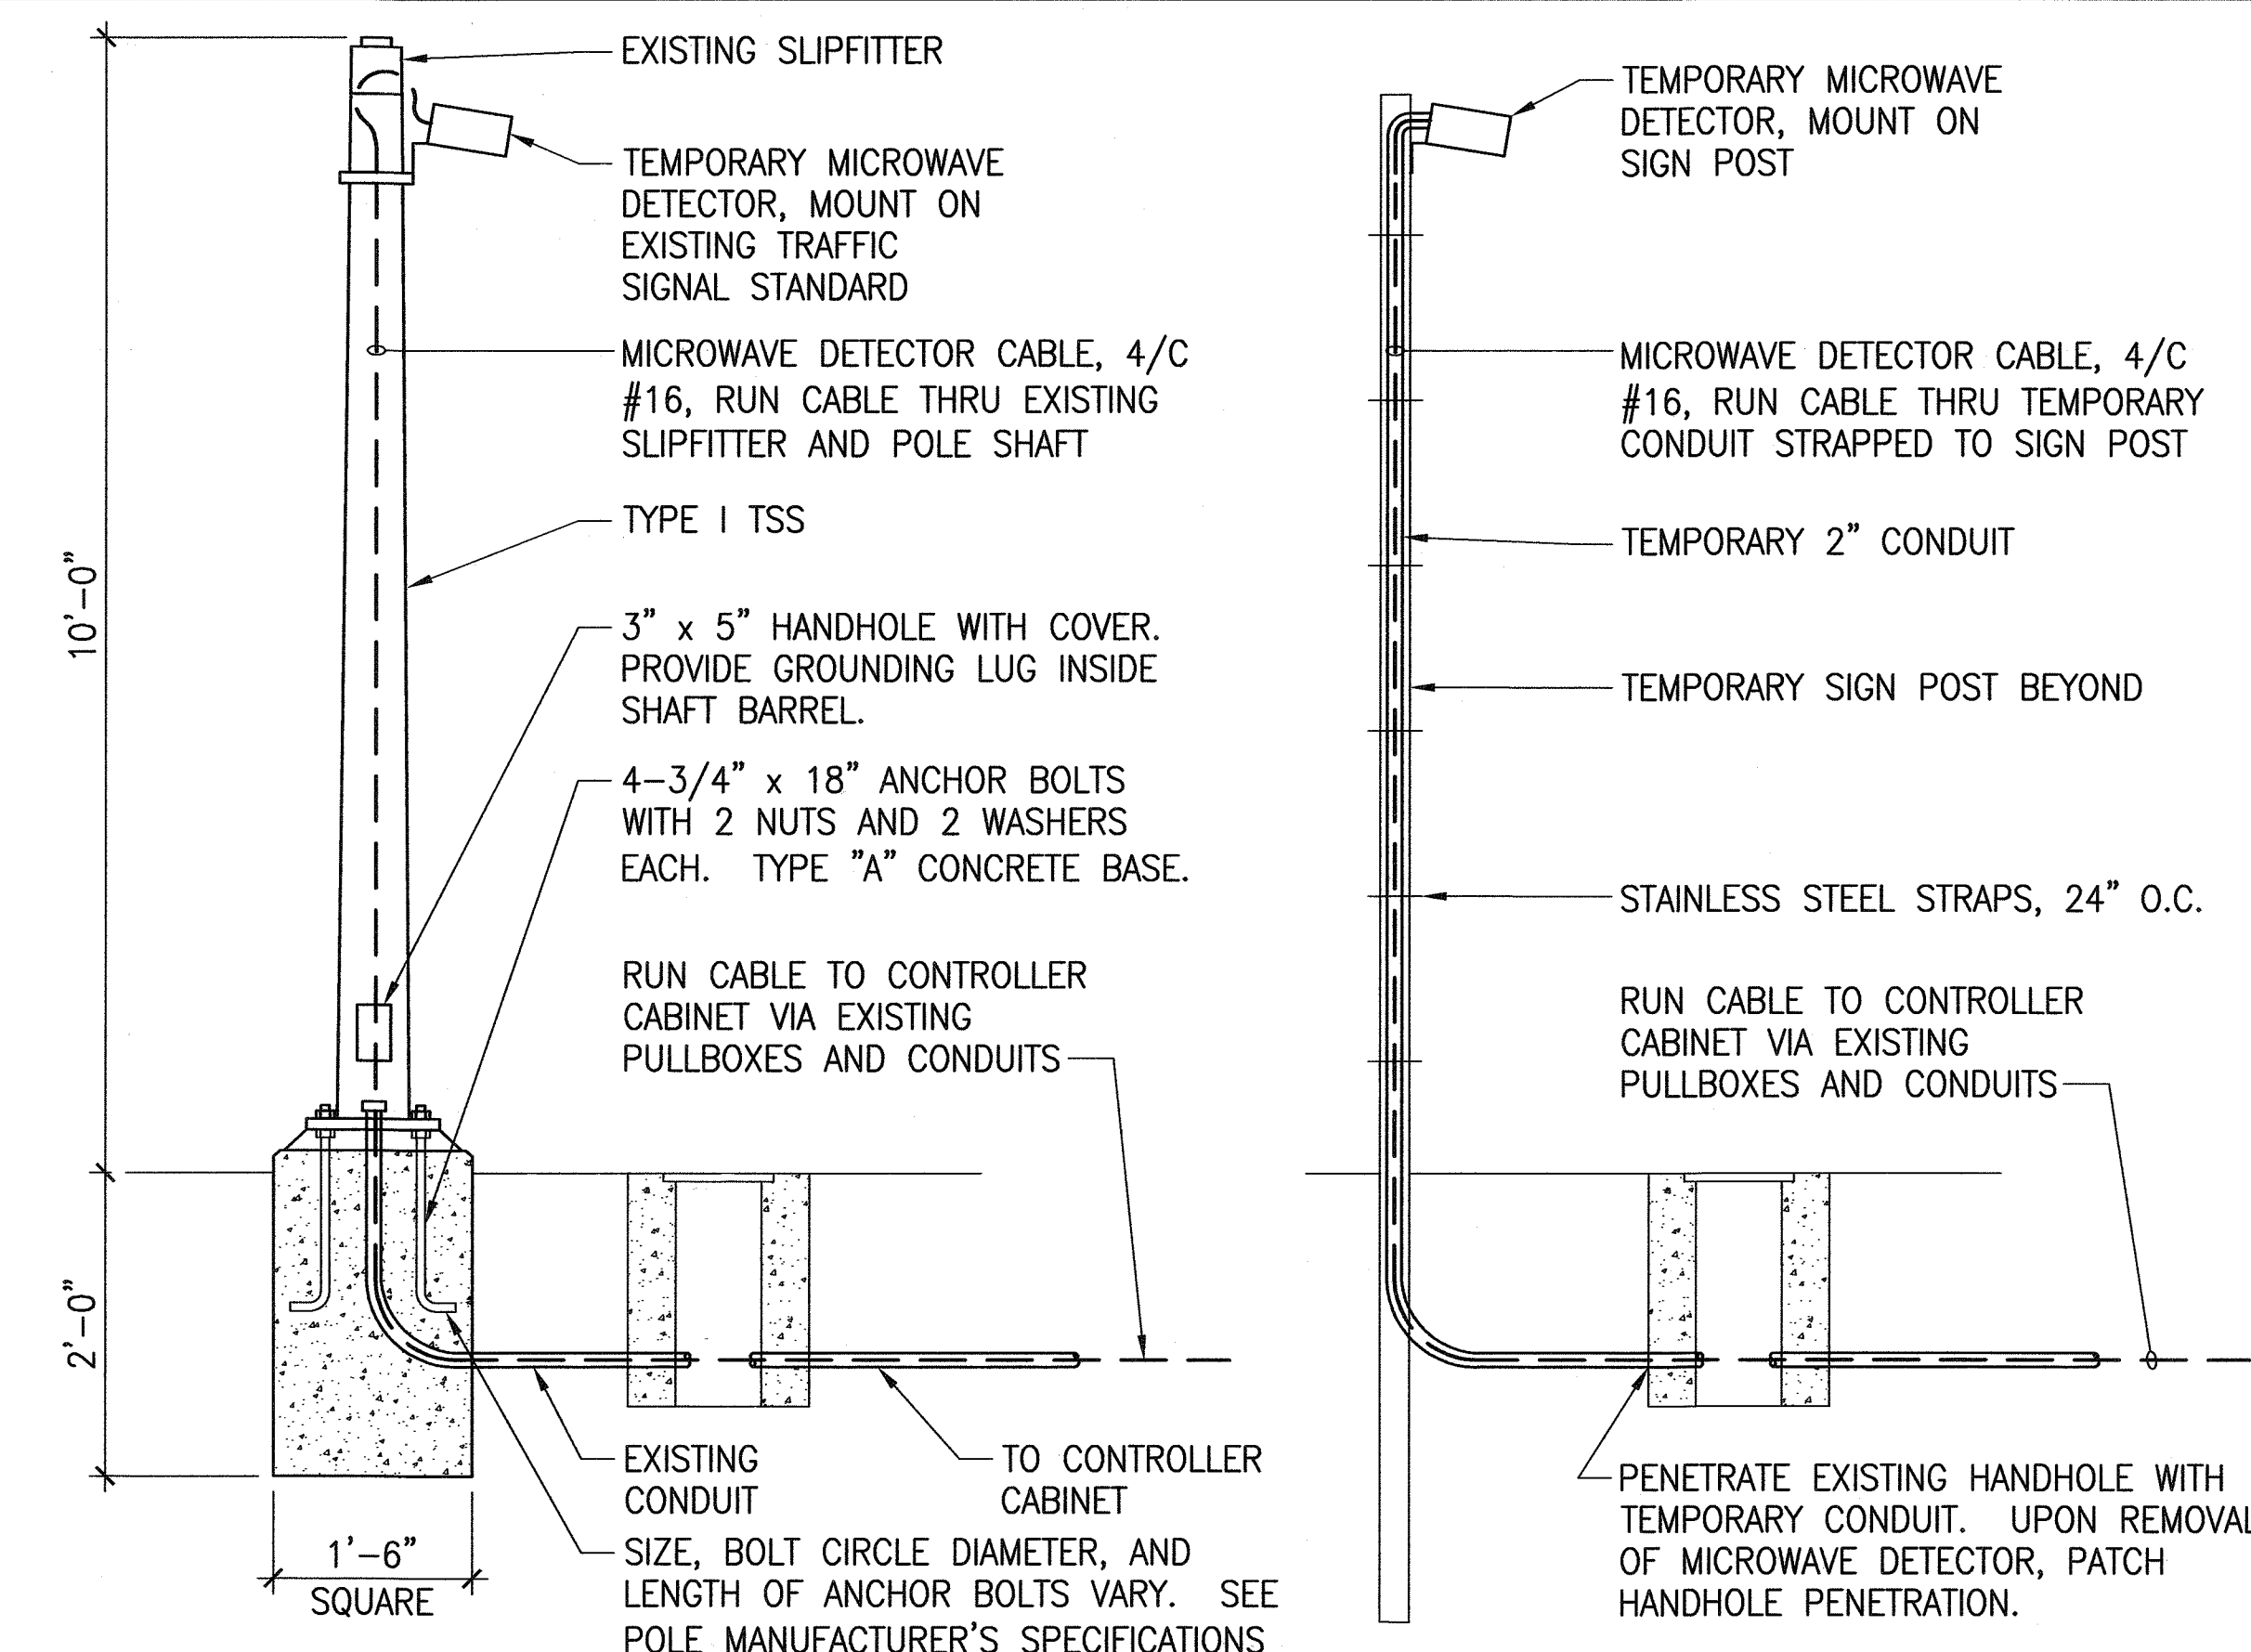 EXISTING SLIPFITTER
TEMPORARY MICROWAVE
DETECTOR, MOUNT ON
EXISTING TRAFFIC
SIGNAL STANDARD
MICROWAVE DETECTOR CABLE, 4/C
#16, RUN CABLE THRU EXISTING
SLIPFITTER AND POLE SHAFT
TYPE I TSS
10'-0"
3" x 5" HANDHOLE WITH COVER.
PROVIDE GROUNDING LUG INSIDE
SHAFT BARREL.
4-3/4" x 18" ANCHOR BOLTS
WITH 2 NUTS AND 2 WASHERS
EACH. TYPE "A" CONCRETE BASE.
RUN CABLE TO CONTROLLER
CABINET VIA EXISTING
PULLBOXES AND CONDUITS
2'-0"
EXISTING
CONDUIT
TO CONTROLLER
CABINET
1'-6"
SQUARE
SIZE, BOLT CIRCLE DIAMETER, AND
LENGTH OF ANCHOR BOLTS VARY. SEE
POLE MANUFACTURER'S SPECIFICATIONS
TEMPORARY MICROWAVE
DETECTOR, MOUNT ON
SIGN POST
MICROWAVE DETECTOR CABLE, 4/C
#16, RUN CABLE THRU TEMPORARY
CONDUIT STRAPPED TO SIGN POST
TEMPORARY 2" CONDUIT
TEMPORARY SIGN POST BEYOND
STAINLESS STEEL STRAPS, 24" O.C.
RUN CABLE TO CONTROLLER
CABINET VIA EXISTING
PULLBOXES AND CONDUITS
PENETRATE EXISTING HANDHOLE WITH
TEMPORARY CONDUIT. UPON REMOVAL
OF MICROWAVE DETECTOR, PATCH
HANDHOLE PENETRATION.